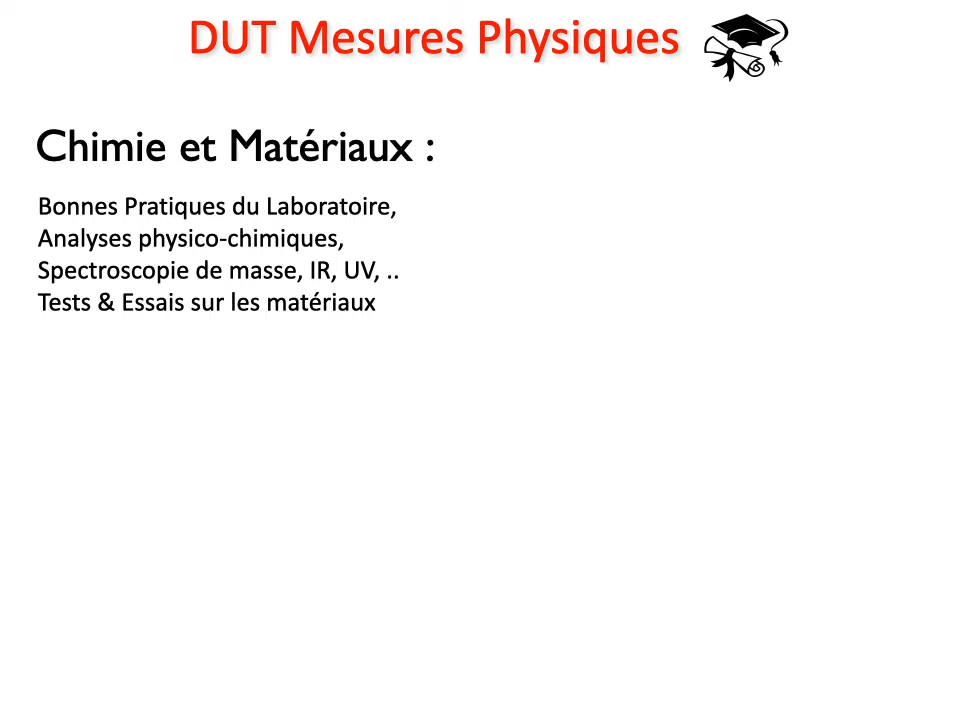 DUT Mesures Physiques
Chimie et Matériaux :
Bonnes Pratiques du Laboratoire,
Analyses physico-chimiques,
Spectroscopie de masse, IR, UV, ..
Tests & Essais sur les matériaux